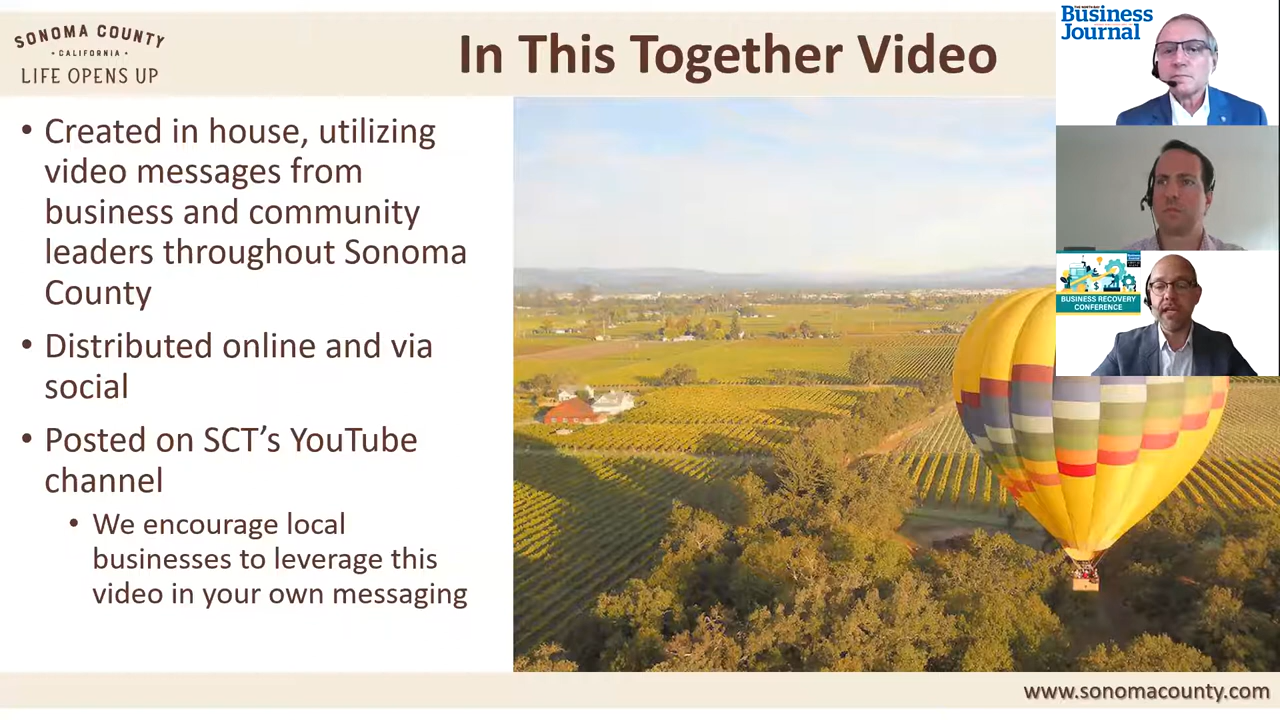 SONOMA COUNTY
• CALIFORNIA •
LIFE OPENS UP
In This Together Video
• Created in house, utilizing
video messages from
business and community
leaders throughout Sonoma
County
• Distributed online and via
social
• Posted on SCT’s YouTube
channel
• We encourage local
businesses to leverage this
video in your own messaging
www.sonomacounty.com
Business
Journal
BUSINESS RECOVERY
CONFERENCE